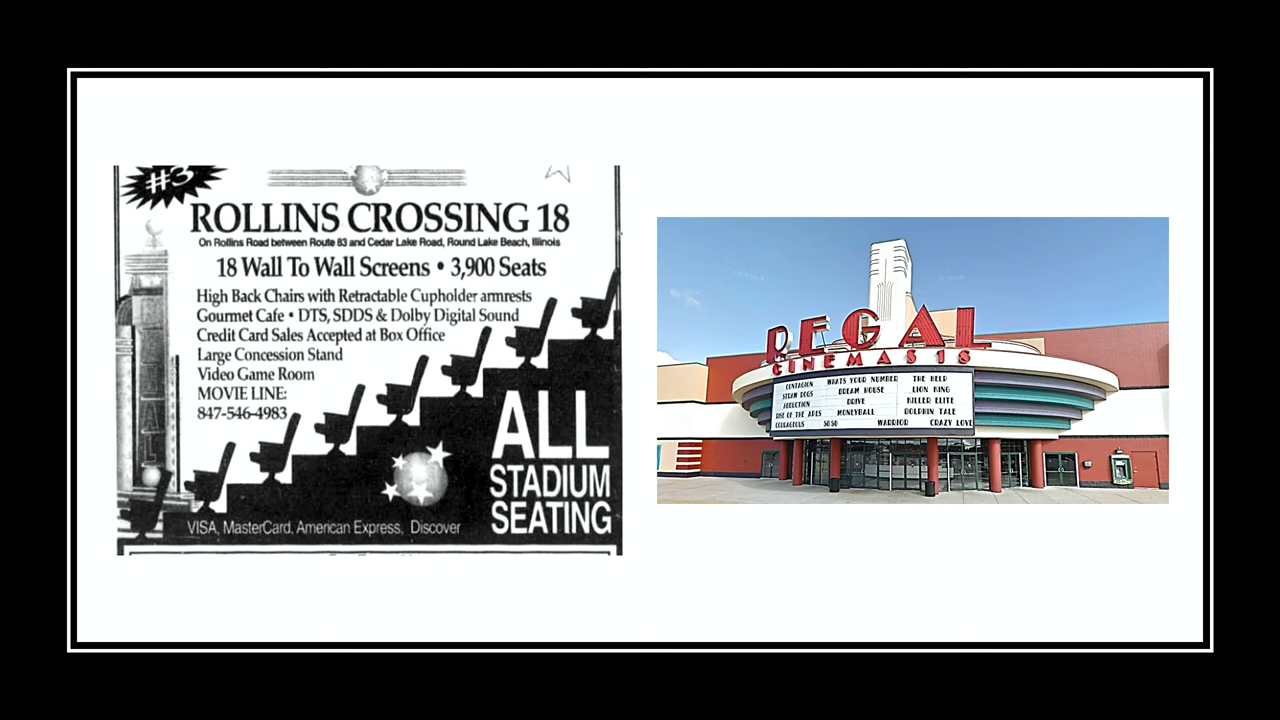 #3
ROLLINS CROSSING 18
On Rollins Road between Route 83 and Cedar Lake Road, Round Lake Beach, Illinois
18 Wall To Wall Screens • 3,900 Seats
High Back Chairs with Retractable Cupholder armrests
Gourmet Cafe • DTS, SDDS & Dolby Digital Sound
Credit Card Sales Accepted at Box Office
Large Concession Stand
Video Game Room
MOVIE LINE:
847-546-4983
ALL
STADIUM
SEATING
VISA, MasterCard, American Express, Discover
REGAL
CINEMAS 18
CONTAGION WHATS YOUR NUMBER THE HELP
STRAW DOGS DREAM HOUSE LION KING
ABDUCTION DRIVE KILLER ELITE
RISE OF THE APES MONEYBALL DOLPHIN TALE
COURAGEOUS 5050 WARRIOR CRAZY LOVE